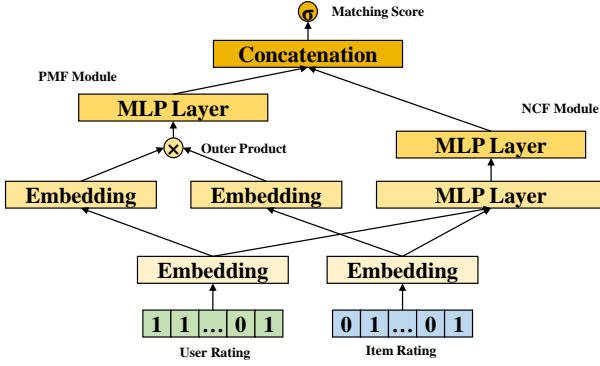 σ Matching Score
Concatenation
PMF Module
MLP Layer
NCF Module
MLP Layer
× Outer Product
Embedding Embedding MLP Layer
Embedding Embedding
1 1 ... 0 1 0 1 ... 0 1
User Rating Item Rating